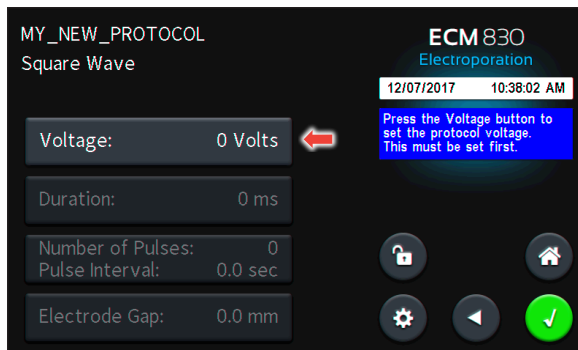 MY_NEW_PROTOCOL
Square Wave
Voltage: 0 Volts
Duration: 0 ms
Number of Pulses: 0
Pulse Interval: 0.0 sec
Electrode Gap: 0.0 mm
ECM 830
Electroporation
12/07/2017 10:38:02 AM
Press the Voltage button to
set the protocol voltage.
This must be set first.